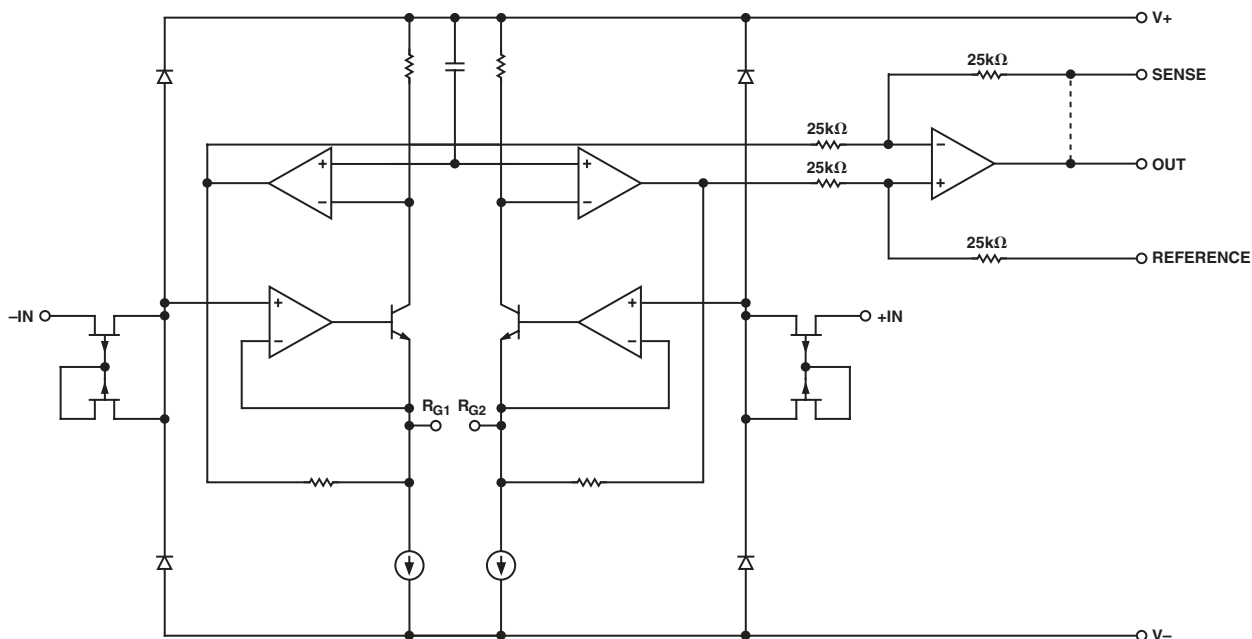 V+
25kΩ
SENSE
25kΩ
+
+
−
25kΩ
OUT
−
−
+
25kΩ
REFERENCE
+
+
–IN
+IN
−
−
RG1
RG2
V–